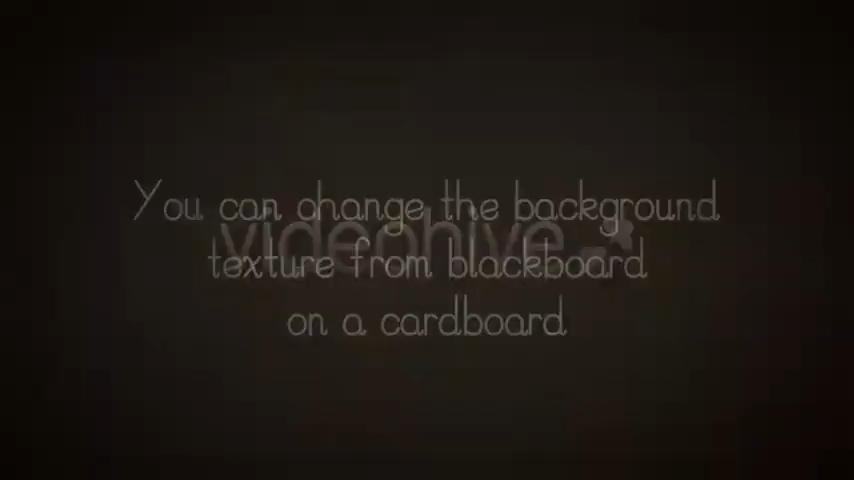 You can change the background
videohive
texture from blackboard
on a cardboard